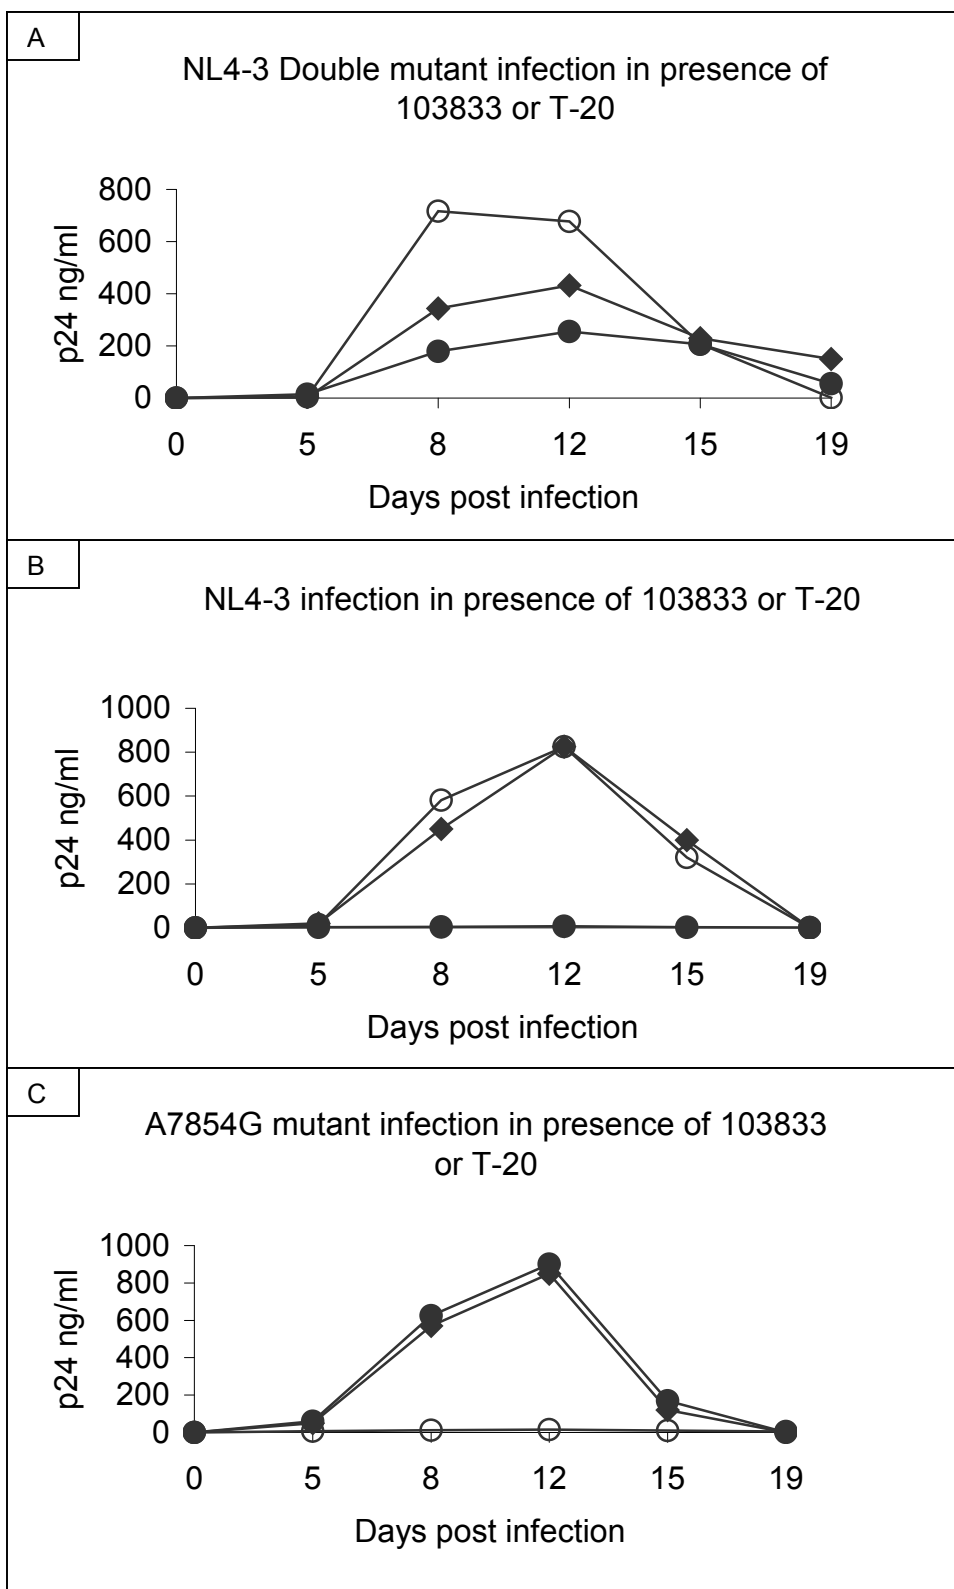 A
NL4-3 Double mutant infection in presence of
103833 or T-20
800
600
400
200
0
p24 ng/ml
0 5 8 12 15 19
Days post infection
B
NL4-3 infection in presence of 103833 or T-20
1000
800
600
400
200
0
p24 ng/ml
0 5 8 12 15 19
Days post infection
C
A7854G mutant infection in presence of 103833
or T-20
1000
800
600
400
200
0
p24 ng/ml
0 5 8 12 15 19
Days post infection